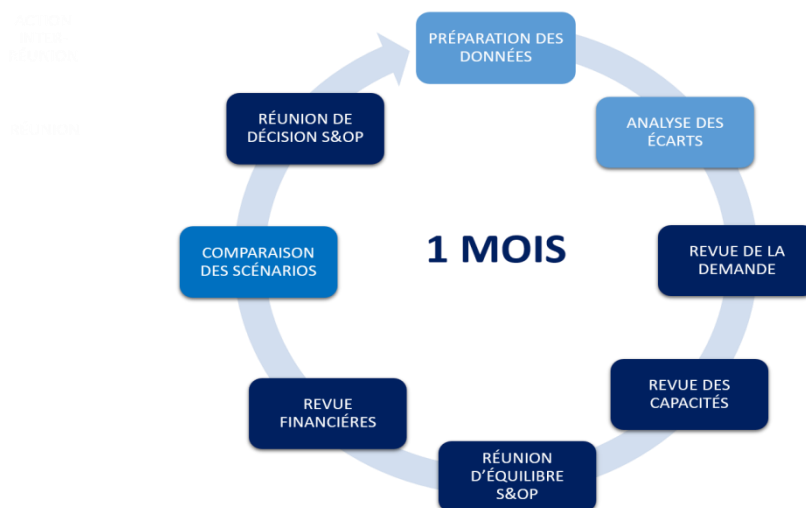 PRÉPARATION DES
DONNÉES
ANALYSE DES
ÉCARTS
REVUE DE LA
DEMANDE
REVUE DES
CAPACITÉS
RÉUNION
D'ÉQUILIBRE
S&OP
REVUE
FINANCIÉRES
COMPARAISON
DES SCÉNARIOS
RÉUNION DE
DÉCISION S&OP
1 MOIS